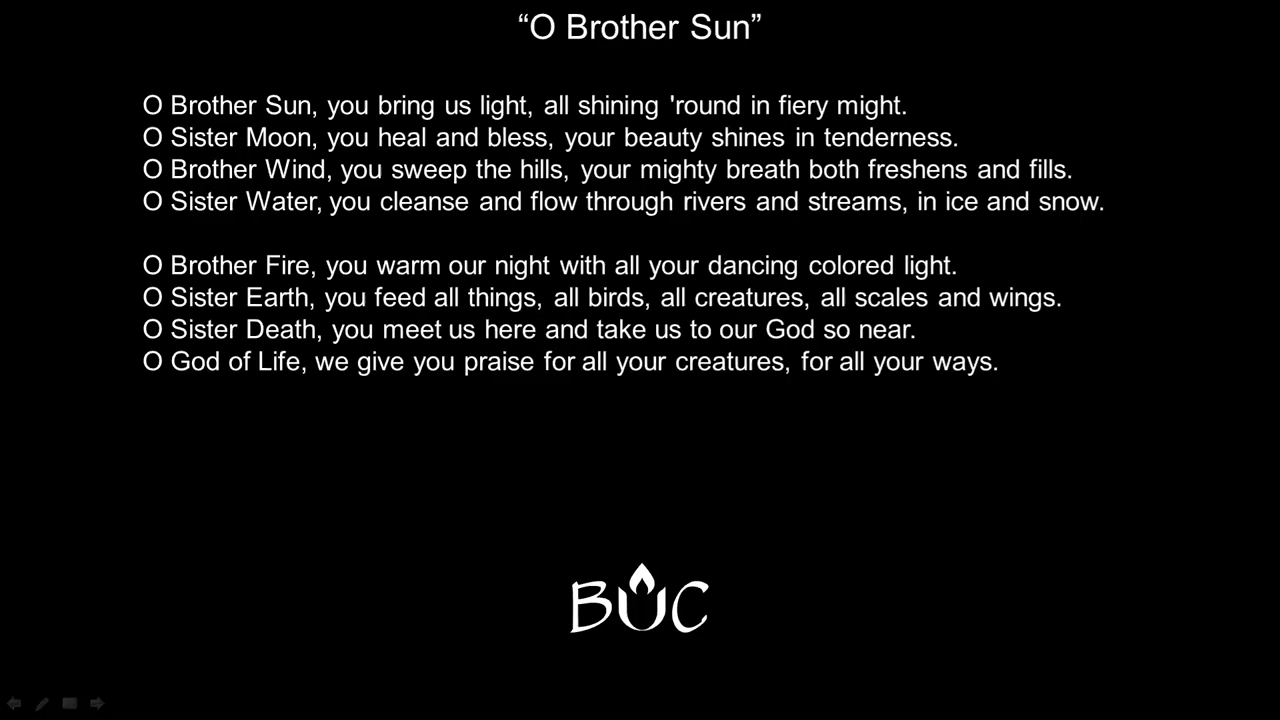 “O Brother Sun”
O Brother Sun, you bring us light, all shining 'round in fiery might.
O Sister Moon, you heal and bless, your beauty shines in tenderness.
O Brother Wind, you sweep the hills, your mighty breath both freshens and fills.
O Sister Water, you cleanse and flow through rivers and streams, in ice and snow.
O Brother Fire, you warm our night with all your dancing colored light.
O Sister Earth, you feed all things, all birds, all creatures, all scales and wings.
O Sister Death, you meet us here and take us to our God so near.
O God of Life, we give you praise for all your creatures, for all your ways.
BUC